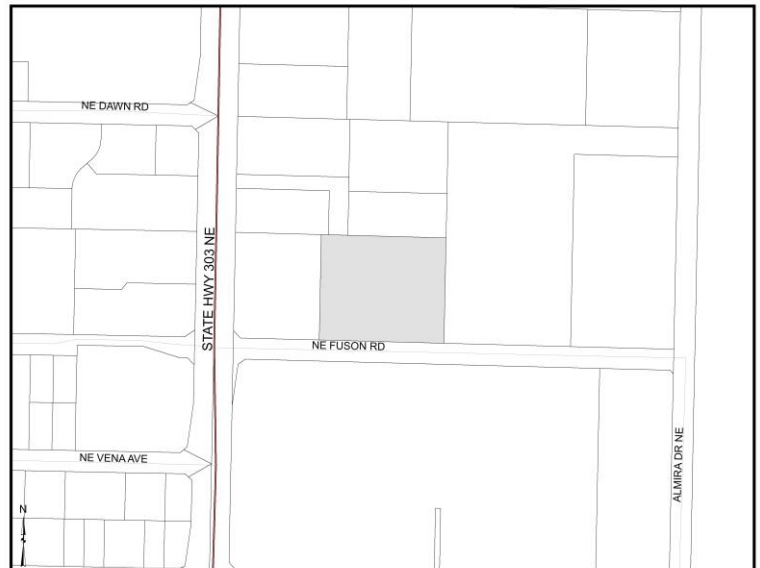 NE DAWN RD
STATE HWY 303 NE
NE FUSON RD
ALMIRA DR NE
NE VENA AVE
N